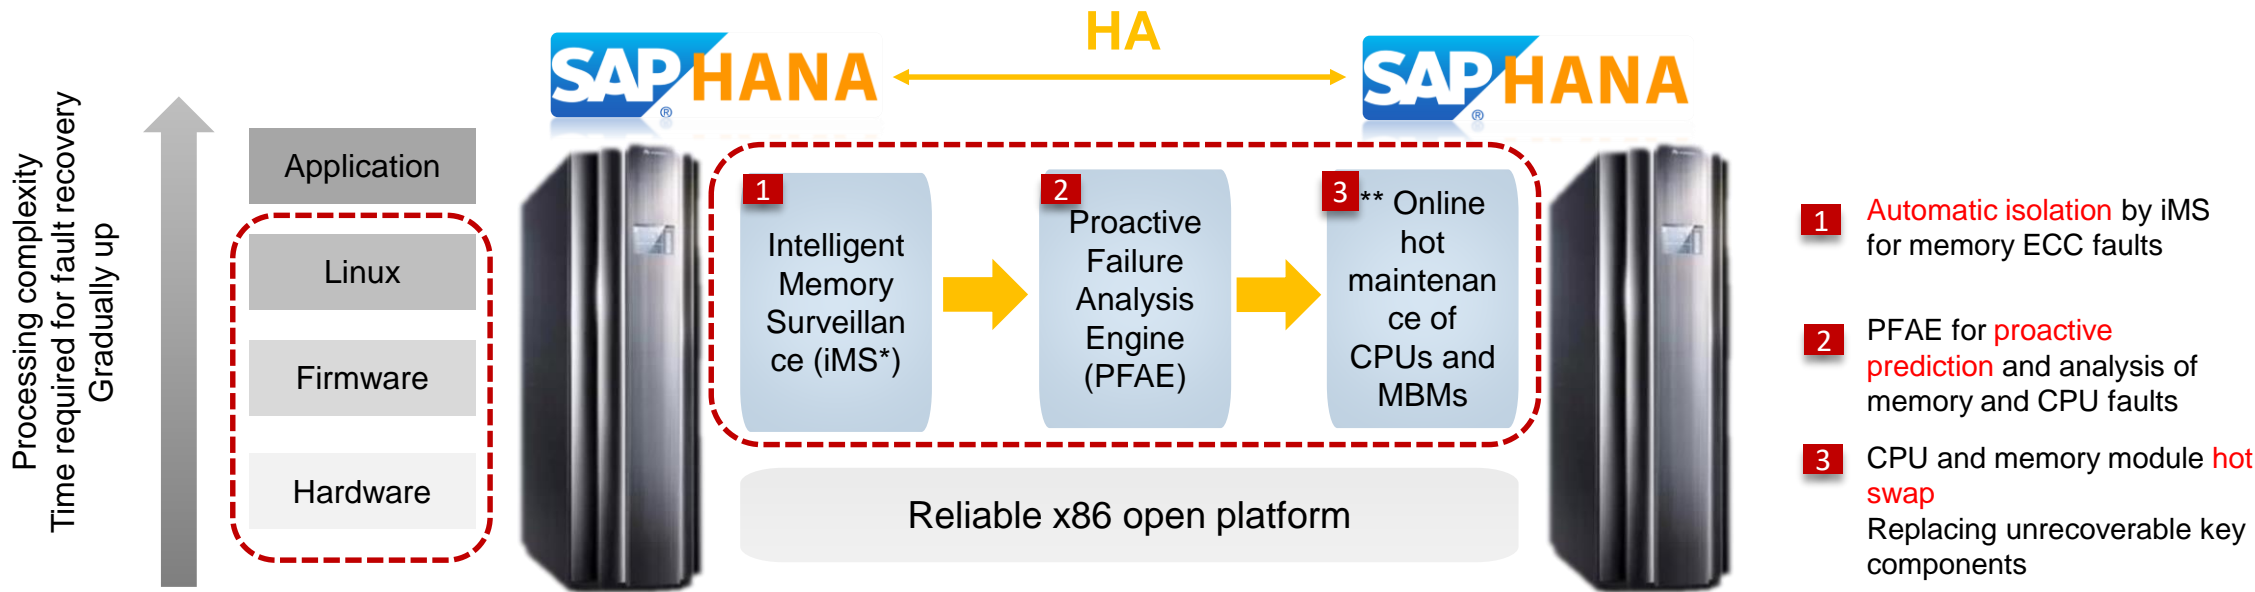 Processing complexity
Time required for fault recovery
Gradually up
Application
Linux
Firmware
Hardware
SAP HANA
®
HA
SAP HANA
®
1
Intelligent
Memory
Surveillan
ce (iMS*)
2
Proactive
Failure
Analysis
Engine
(PFAE)
3
** Online
hot
maintenan
ce of
CPUs and
MBMs
Reliable x86 open platform
1
Automatic isolation by iMS
for memory ECC faults
2
PFAE for proactive
prediction and analysis of
memory and CPU faults
3
CPU and memory module hot
swap
Replacing unrecoverable key
components